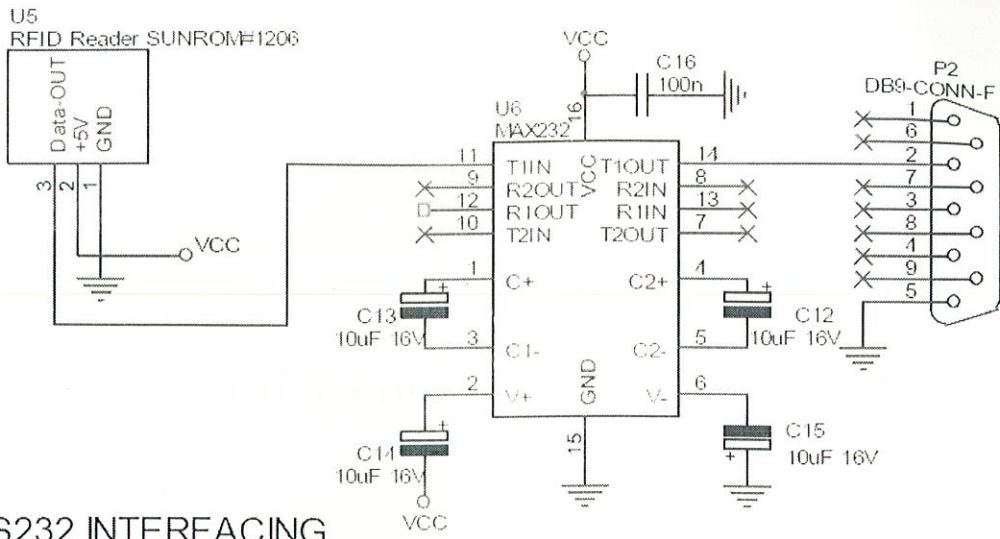 U5
RFID Reader SUNROM#1206
Data-OUT
+5V
GND
3
2
1
VCC
VCC
C16
100n
U6
MAX232
16
VCC
11
T1IN
T1OUT
14
9
R2OUT
R2IN
8
12
R1OUT
R1IN
13
10
T2IN
T2OUT
7
1
C+
C2+
4
C13
10uF 16V
+
C12
10uF 16V
+
3
C1-
C2-
5
2
V+
V-
6
GND
15
C14
10uF 16V
+
VCC
C15
10uF 16V
+
P2
DB9-CONN-F
1
6
2
7
3
8
4
9
5
S232 INTERFACING